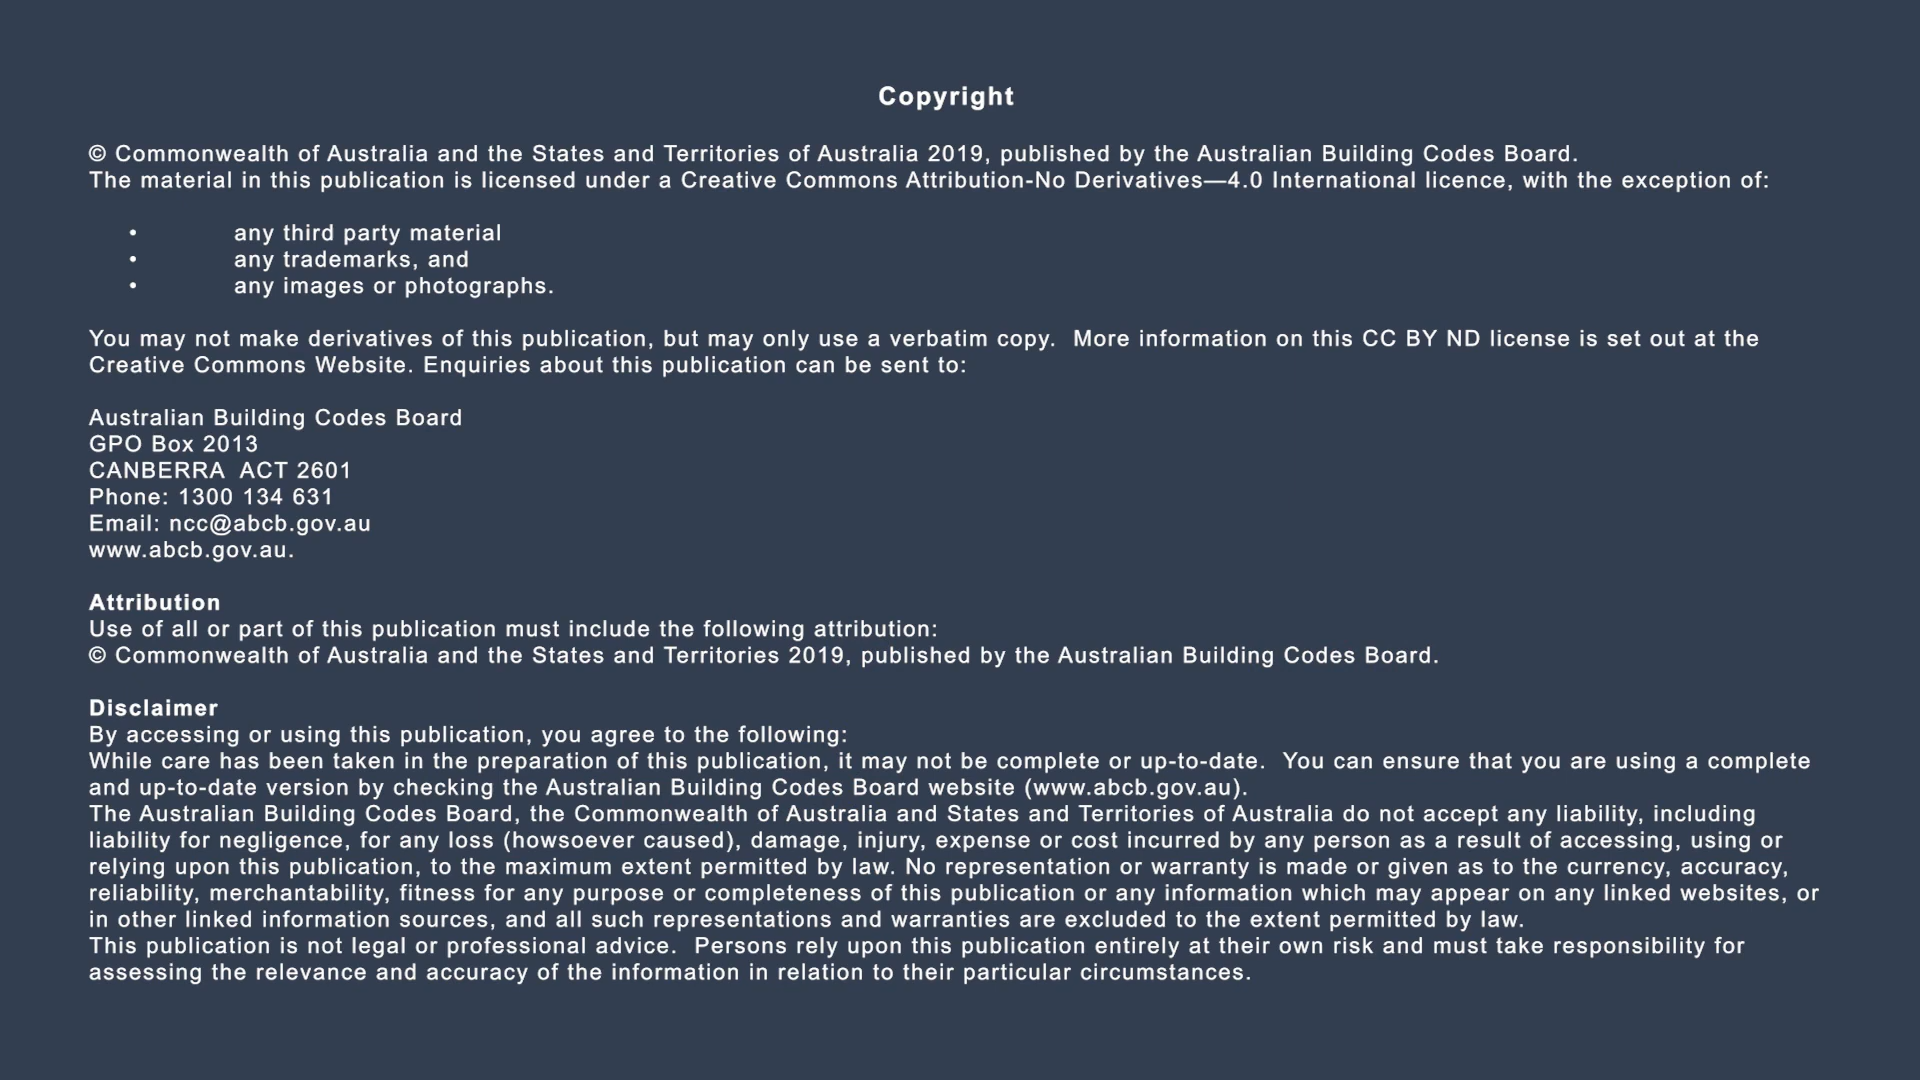 Copyright
© Commonwealth of Australia and the States and Territories of Australia 2019, published by the Australian Building Codes Board.
The material in this publication is licensed under a Creative Commons Attribution-No Derivatives—4.0 International licence, with the exception of:
• any third party material
• any trademarks, and
• any images or photographs.
You may not make derivatives of this publication, but may only use a verbatim copy.  More information on this CC BY ND license is set out at the
Creative Commons Website. Enquiries about this publication can be sent to:
Australian Building Codes Board
GPO Box 2013
CANBERRA  ACT 2601
Phone: 1300 134 631
Email: ncc@abcb.gov.au
www.abcb.gov.au.
Attribution
Use of all or part of this publication must include the following attribution:
© Commonwealth of Australia and the States and Territories 2019, published by the Australian Building Codes Board.
Disclaimer
By accessing or using this publication, you agree to the following:
While care has been taken in the preparation of this publication, it may not be complete or up-to-date.  You can ensure that you are using a complete
and up-to-date version by checking the Australian Building Codes Board website (www.abcb.gov.au).
The Australian Building Codes Board, the Commonwealth of Australia and States and Territories of Australia do not accept any liability, including
liability for negligence, for any loss (howsoever caused), damage, injury, expense or cost incurred by any person as a result of accessing, using or
relying upon this publication, to the maximum extent permitted by law. No representation or warranty is made or given as to the currency, accuracy,
reliability, merchantability, fitness for any purpose or completeness of this publication or any information which may appear on any linked websites, or
in other linked information sources, and all such representations and warranties are excluded to the extent permitted by law.
This publication is not legal or professional advice.  Persons rely upon this publication entirely at their own risk and must take responsibility for
assessing the relevance and accuracy of the information in relation to their particular circumstances.